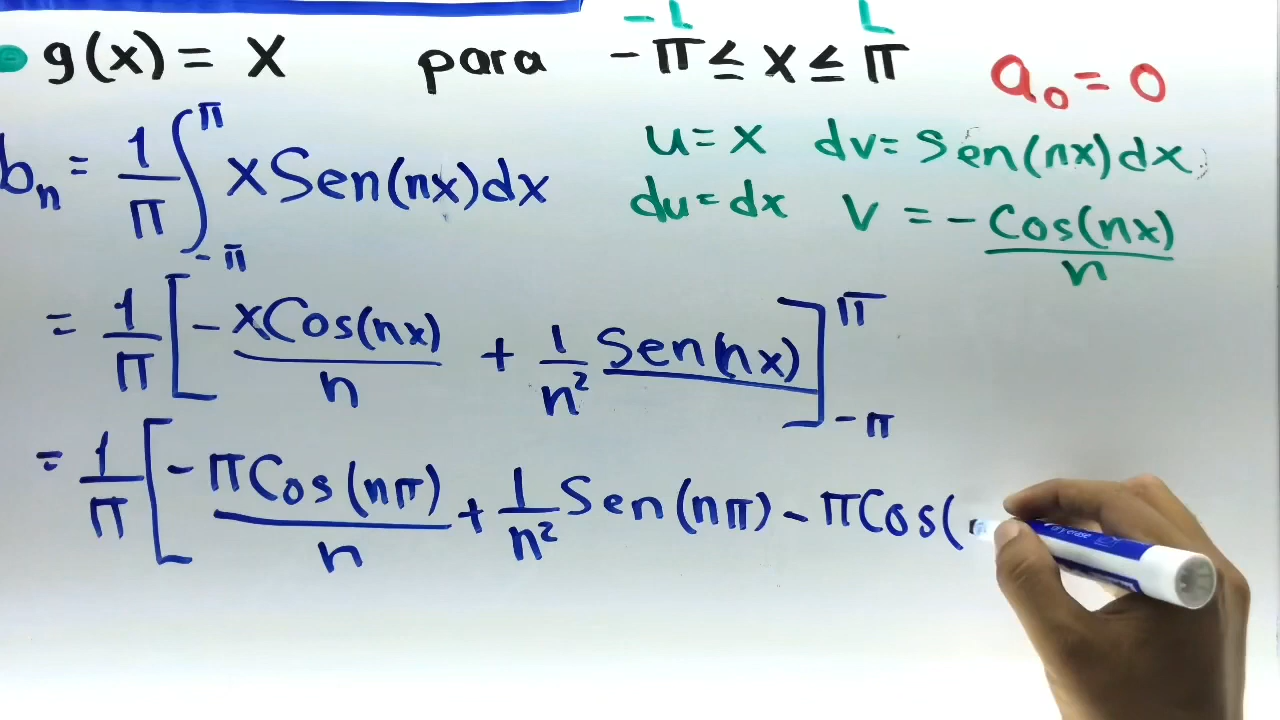 -L L
g(x) = x para -π ≤ x ≤ π
a₀ = 0
bₙ = 1/π ∫_{-π}^{π} x Sen(nx)dx
u = x dv = Sen(nx)dx
du = dx v = -Cos(nx)/n
= 1/π [ -xCos(nx)/n + 1/n² Sen(nx) ]_{-π}^{π}
= 1/π [ -πCos(nπ)/n + 1/n² Sen(nπ) - πCos(